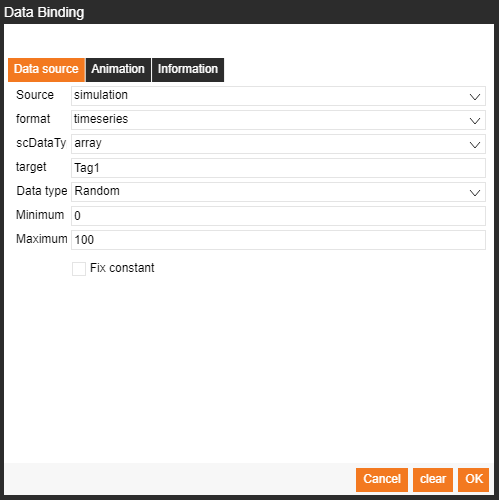 Data Binding
Data source Animation Information
Source simulation
format timeseries
scDataTy array
target Tag1
Data type Random
Minimum 0
Maximum 100
Fix constant
Cancel clear OK